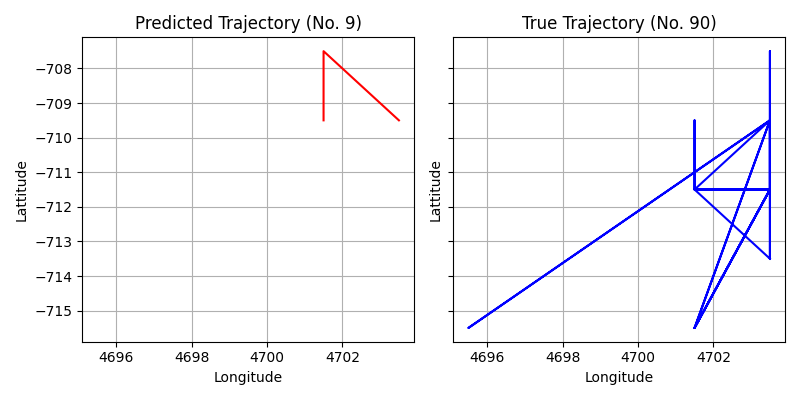 Predicted Trajectory (No. 9)
True Trajectory (No. 90)
−708
−709
−710
−711
−712
−713
−714
−715
Lattitude
Lattitude
4696
4698
4700
4702
4696
4698
4700
4702
Longitude
Longitude